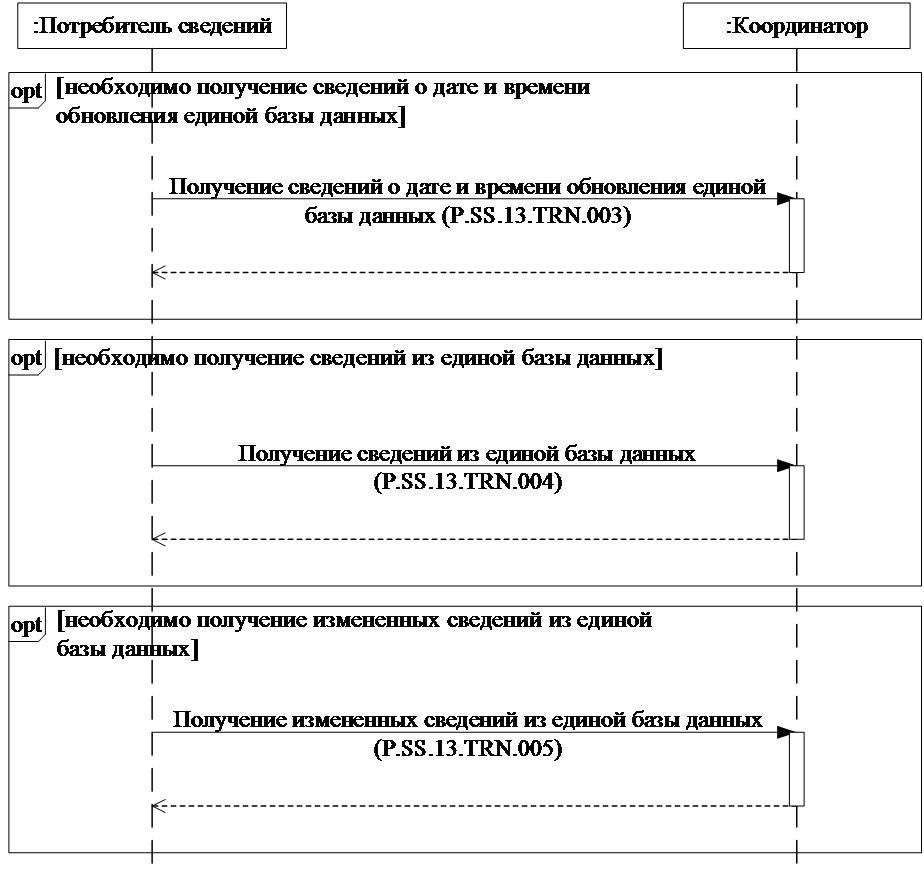 :Потребитель сведений
:Координатор
opt
[необходимо получение сведений о дате и времени
обновления единой базы данных]
Получение сведений о дате и времени обновления единой
базы данных (P.SS.13.TRN.003)
opt
[необходимо получение сведений из единой базы данных]
Получение сведений из единой базы данных
(P.SS.13.TRN.004)
opt
[необходимо получение измененных сведений из единой
базы данных]
Получение измененных сведений из единой базы данных
(P.SS.13.TRN.005)